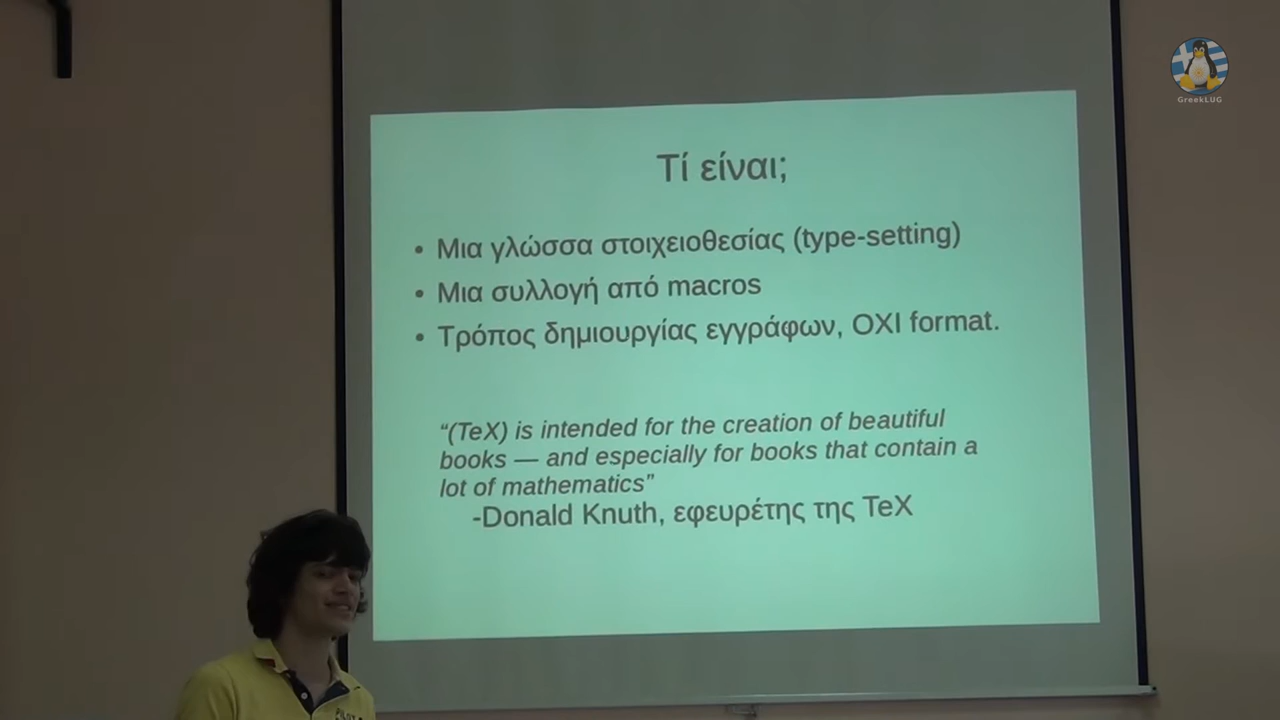 GreekLUG
Τί είναι;
• Μια γλώσσα στοιχειοθεσίας (type-setting)
• Μια συλλογή από macros
• Τρόπος δημιουργίας εγγράφων, ΟΧΙ format.
“(TeX) is intended for the creation of beautiful
books — and especially for books that contain a
lot of mathematics”
-Donald Knuth, εφευρέτης της TeX